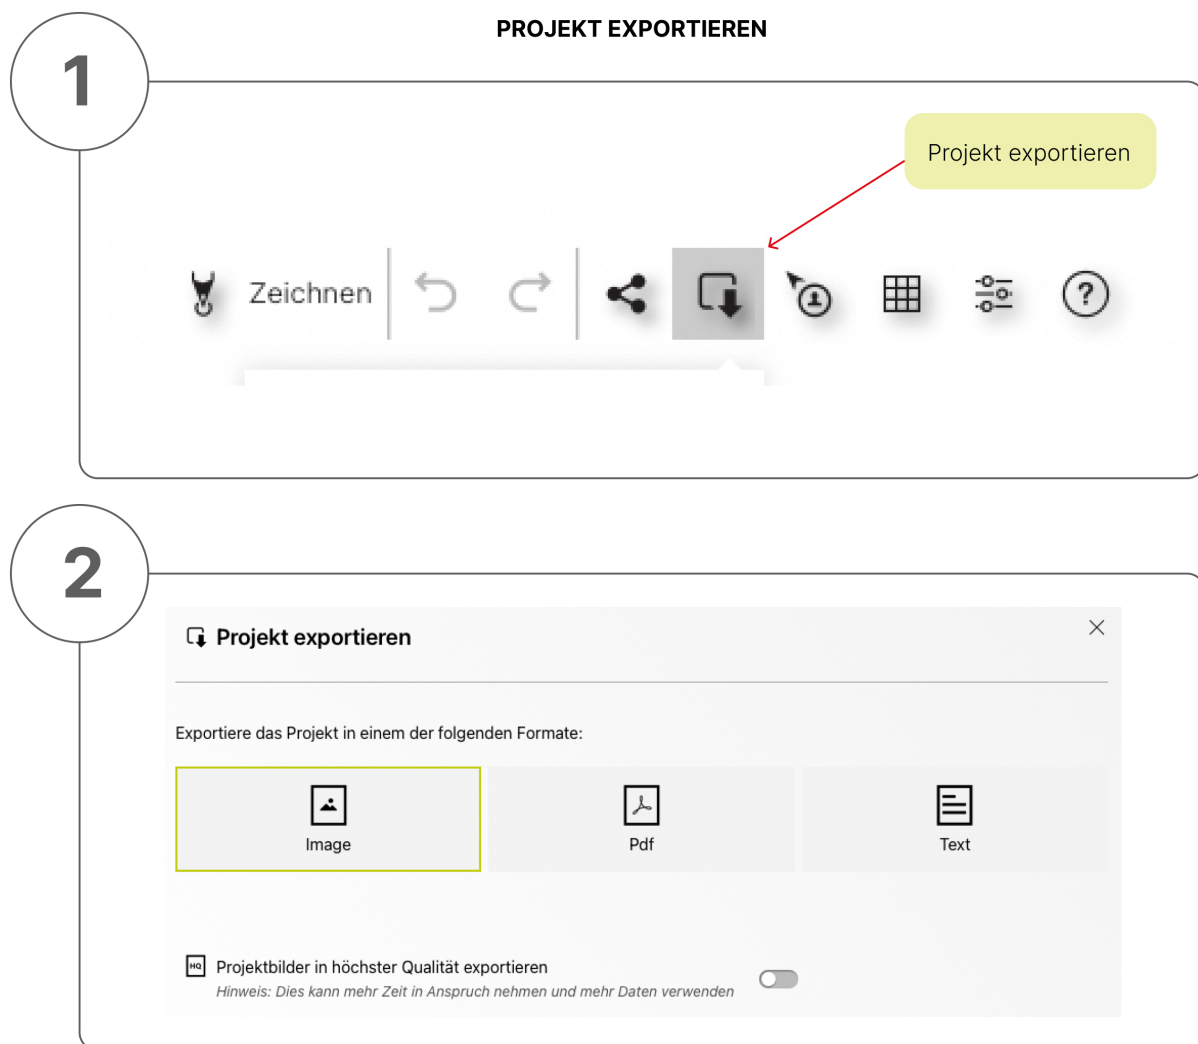 PROJEKT EXPORTIEREN
1
Projekt exportieren
Zeichnen
?
2
Projekt exportieren
Exportiere das Projekt in einem der folgenden Formate:
Image
Pdf
Text
HQ
Projektbilder in höchster Qualität exportieren
Hinweis: Dies kann mehr Zeit in Anspruch nehmen und mehr Daten verwenden